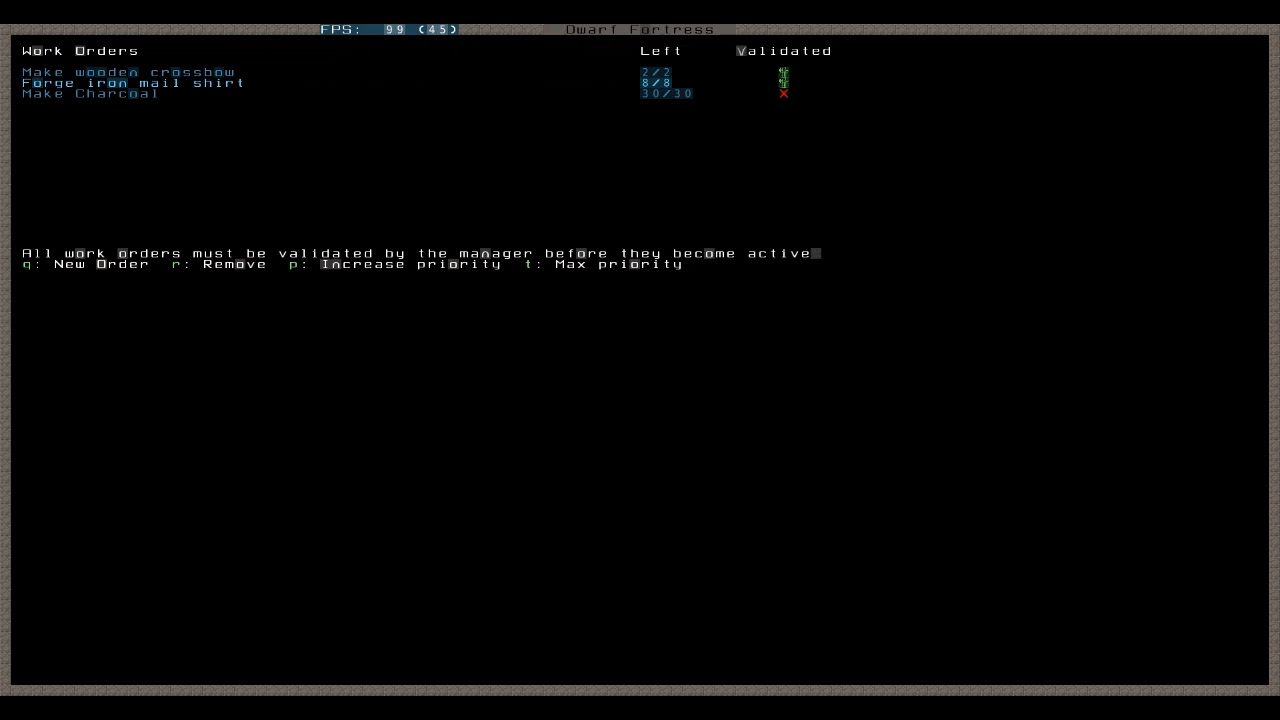 FPS: 99 (45) Dwarf Fortress
Work Orders Left Validated
Make wooden crossbow 2/2
Forge iron mail shirt 8/8
Make Charcoal 30/30
All work orders must be validated by the manager before they become active.
q: New Order r: Remove p: Increase priority t: Max priority